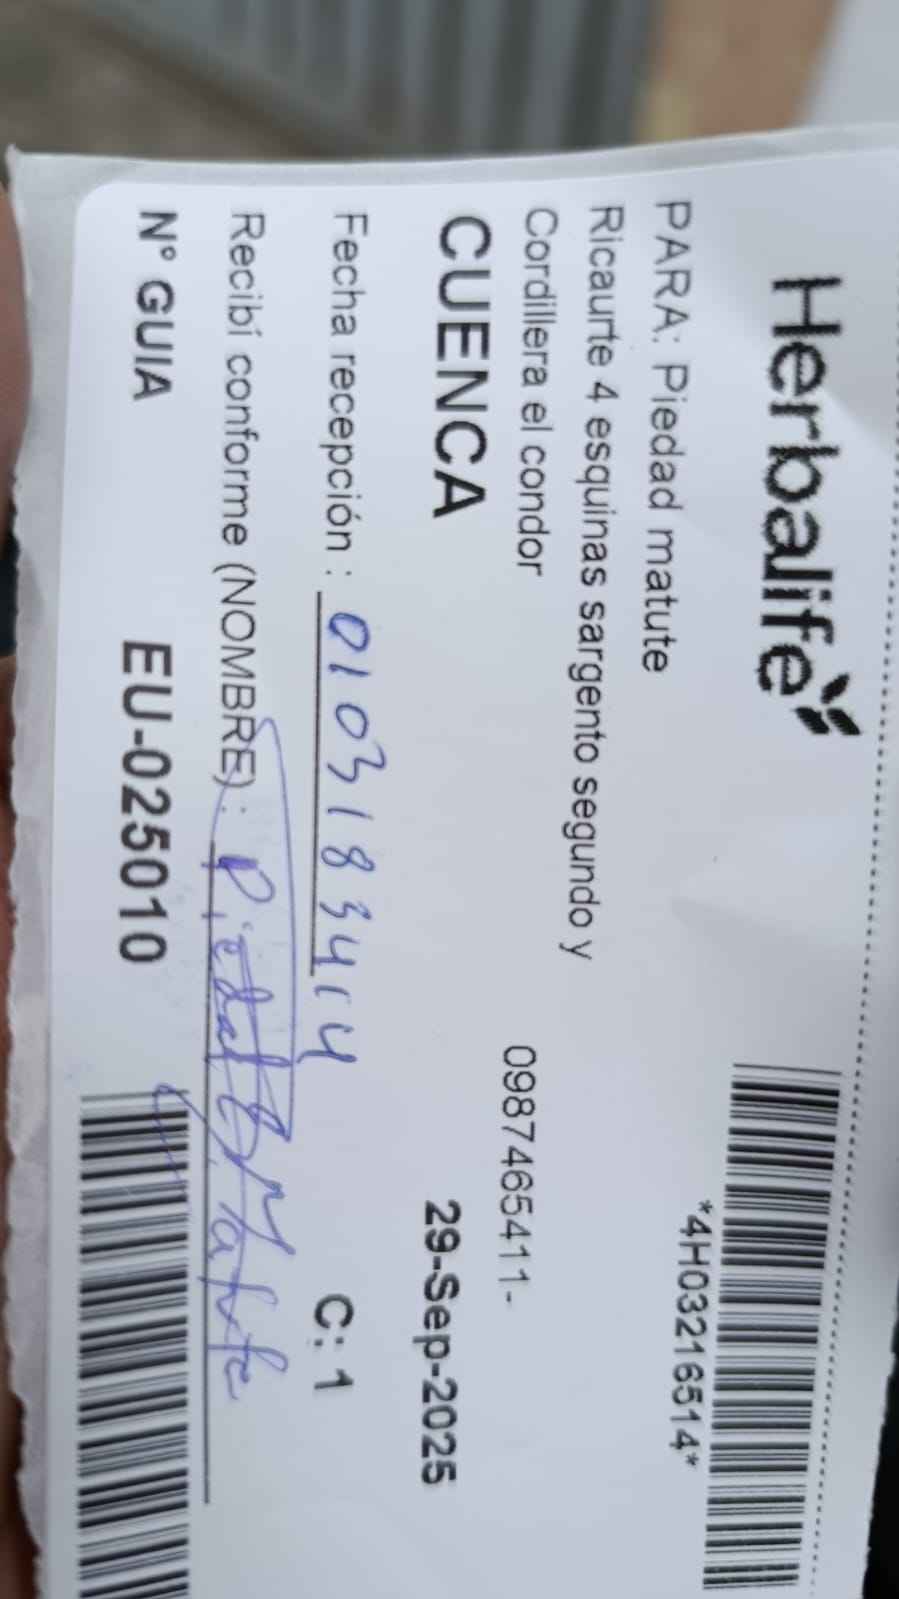 Herbalife
*4H03216514*
PARA: Piedad matute
Ricaurte 4 esquinas sargento segundo y
Cordillera el condor 0987465411-
CUENCA 29-Sep-2025
Fecha recepción : 0103183414 C: 1
Recibí conforme (NOMBRE) : Piedad Matute
Nº GUIA EU-025010